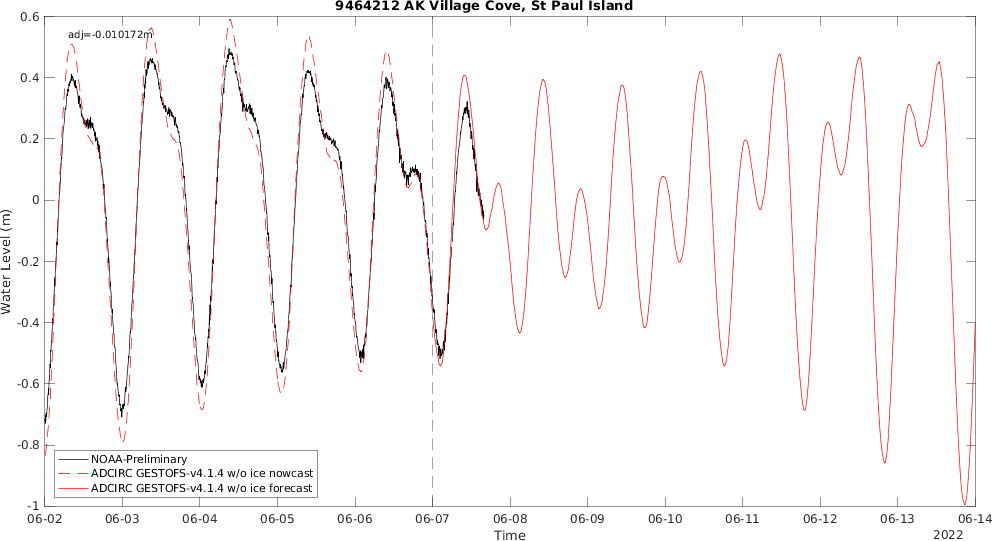 9464212 AK Village Cove, St Paul Island
adj=-0.010172m
0.6
0.4
0.2
0
-0.2
-0.4
-0.6
-0.8
-1
Water Level (m)
NOAA-Preliminary
ADCIRC GESTOFS-v4.1.4 w/o ice nowcast
ADCIRC GESTOFS-v4.1.4 w/o ice forecast
06-02 06-03 06-04 06-05 06-06 06-07 06-08 06-09 06-10 06-11 06-12 06-13 06-14
Time
2022